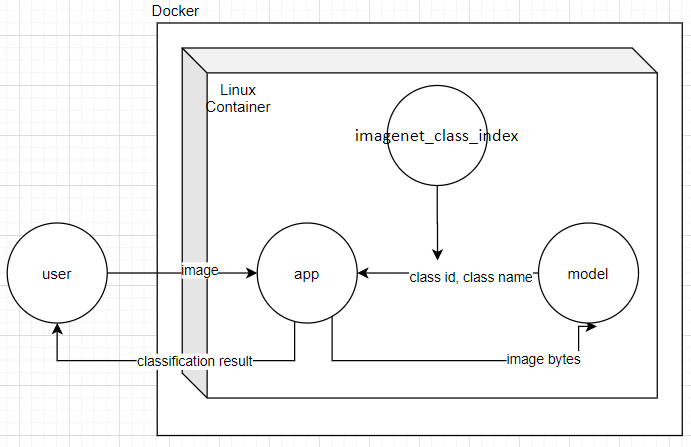 Docker
Linux
Container
imagenet_class_index
user
image
app
class id, class name
model
classification result
image bytes